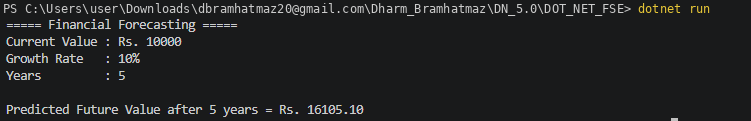 PS C:\Users\user\Downloads\dbramhatmaz20@gmail.com\Dharm_Bramhatmaz\DN_5.0\DOT_NET_FSE> dotnet run
===== Financial Forecasting =====
Current Value : Rs. 10000
Growth Rate   : 10%
Years         : 5

Predicted Future Value after 5 years = Rs. 16105.10